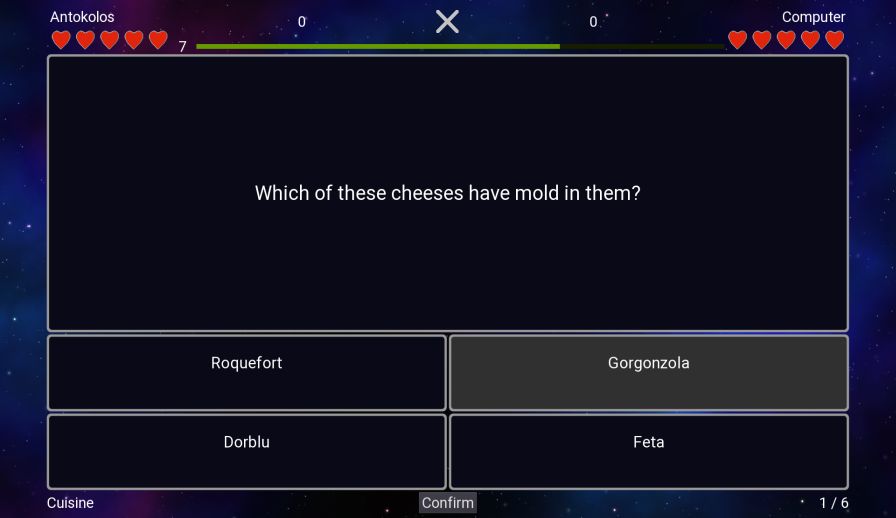 Antokolos
0
0
Computer
7
Which of these cheeses have mold in them?
Roquefort
Gorgonzola
Dorblu
Feta
Cuisine
Confirm
1 / 6